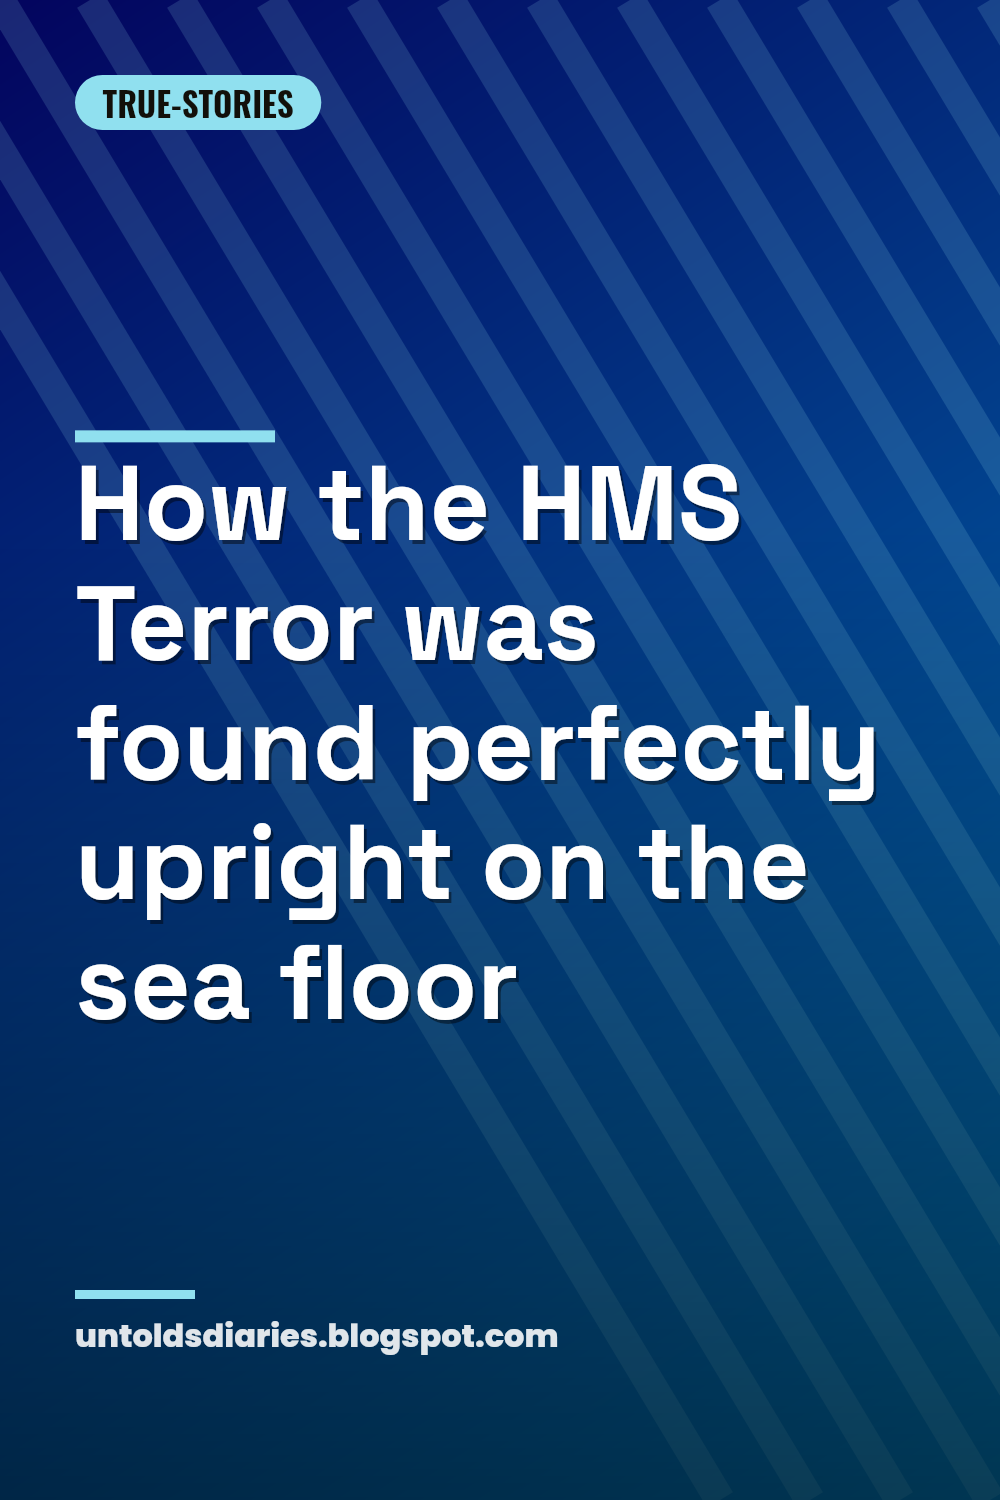 TRUE-STORIES
How the HMS
Terror was
found perfectly
upright on the
sea floor
untoldsdiaries.blogspot.com